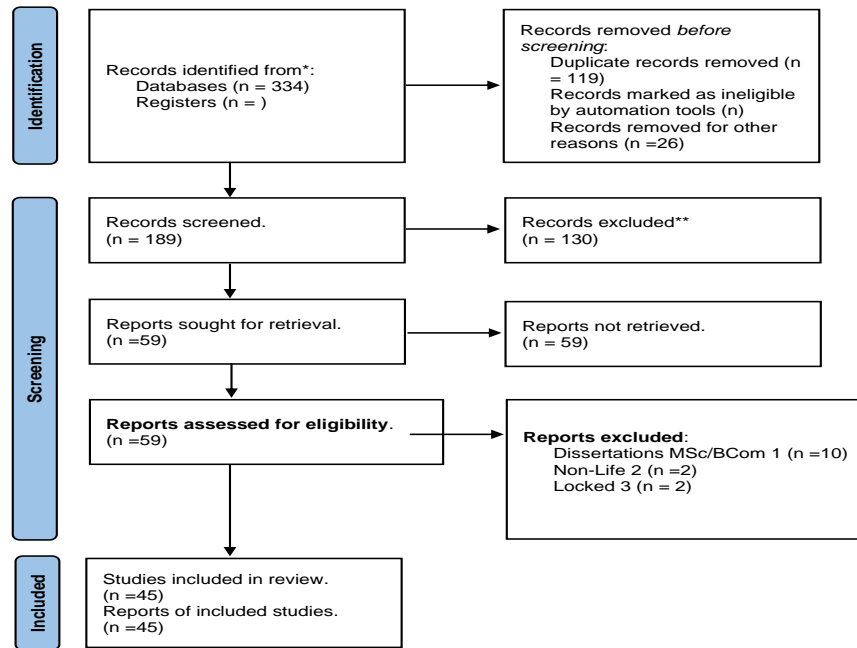 Identification
Records identified from*:
Databases (n = 334)
Registers (n = )
Records removed before
screening:
Duplicate records removed (n
= 119)
Records marked as ineligible
by automation tools (n)
Records removed for other
reasons (n =26)
Screening
Records screened.
(n = 189)
Records excluded**
(n = 130)
Reports sought for retrieval.
(n =59)
Reports not retrieved.
(n = 59)
Reports assessed for eligibility.
(n =59)
Reports excluded:
Dissertations MSc/BCom 1 (n =10)
Non-Life 2 (n =2)
Locked 3 (n = 2)
Included
Studies included in review.
(n =45)
Reports of included studies.
(n =45)